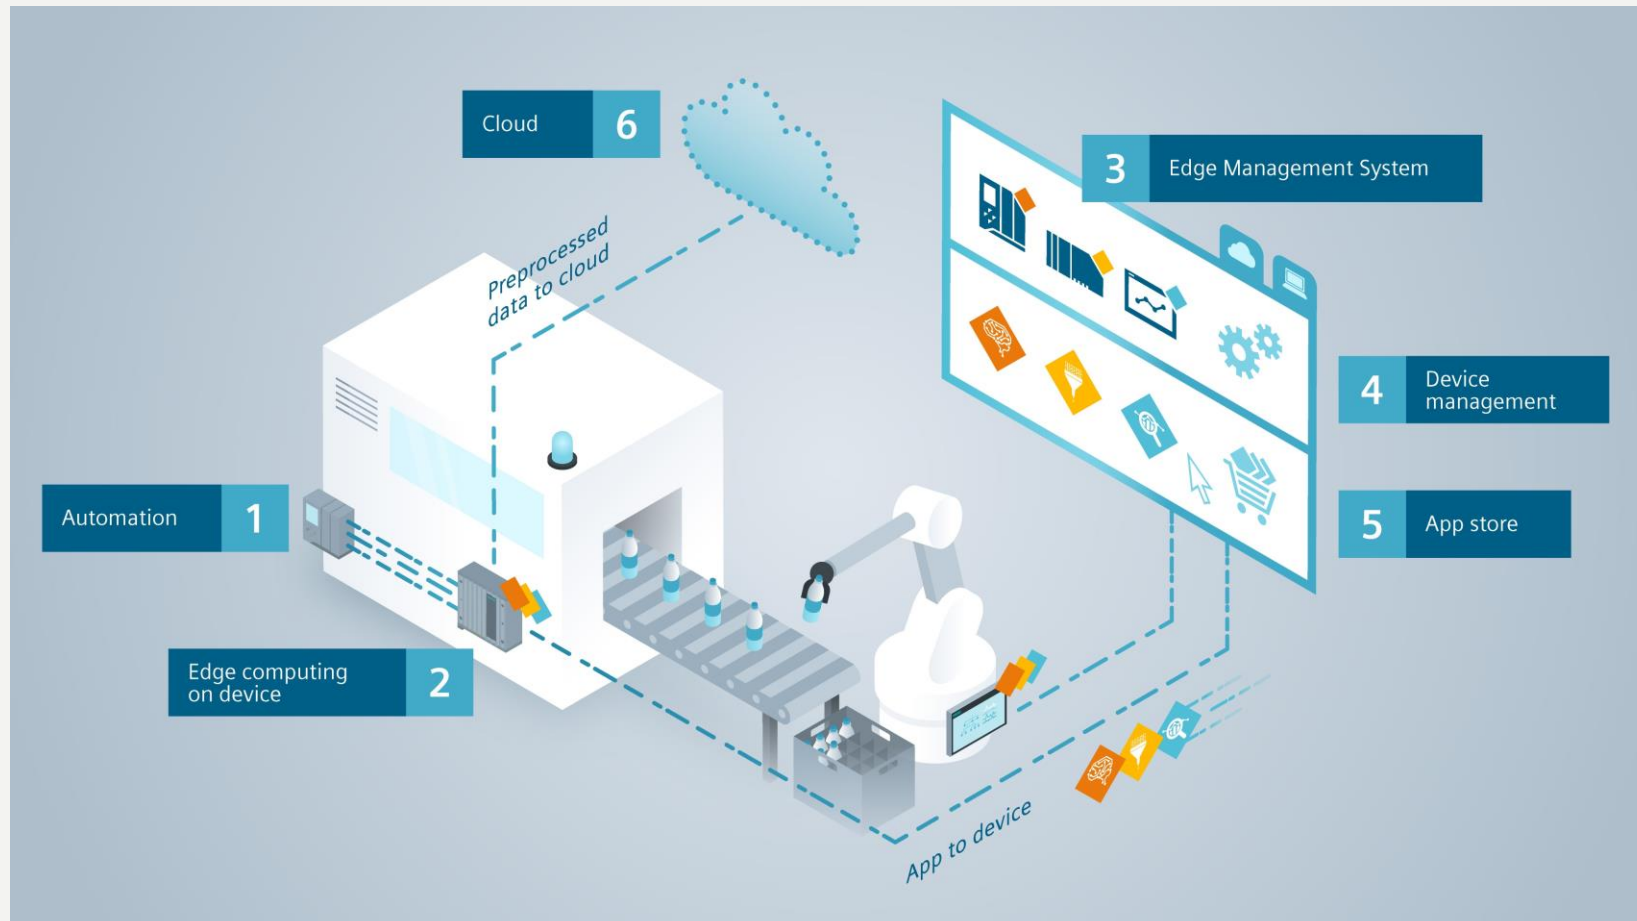 Cloud
6
3
Edge Management System
Preprocessed
data to cloud
4
Device
management
Automation
1
5
App store
Edge computing
on device
2
App to device